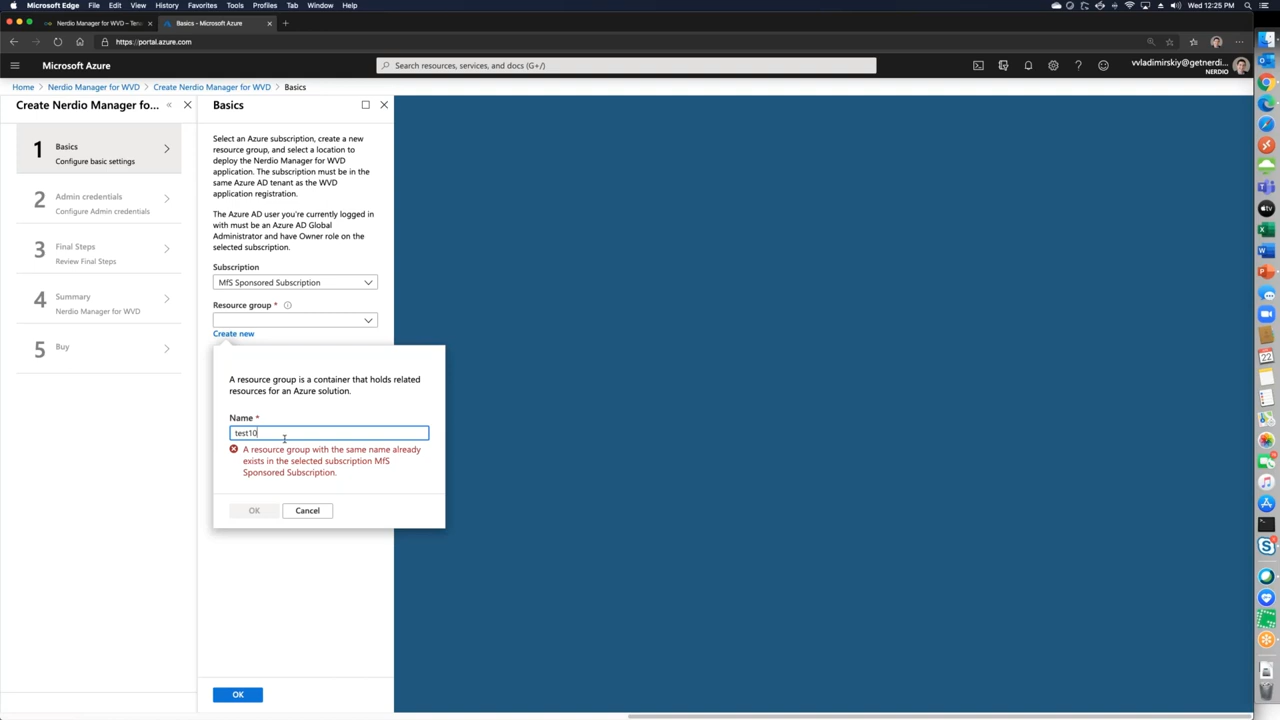 Microsoft Edge File Edit View History Favorites Tools Profiles Tab Window Help
Wed 12:25 PM
Nerdio Manager for WVD – Ter
Basics - Microsoft Azure
https://portal.azure.com
Microsoft Azure
Search resources, services, and docs (G+/)
vvladimirskiy@getnerdi...
NERDIO
Home > Nerdio Manager for WVD > Create Nerdio Manager for WVD > Basics
Create Nerdio Manager fo...
1 Basics
Configure basic settings
2 Admin credentials
Configure Admin credentials
3 Final Steps
Review Final Steps
4 Summary
Nerdio Manager for WVD
5 Buy
Basics
Select an Azure subscription, create a new
resource group, and select a location to
deploy the Nerdio Manager for WVD
application. The subscription must be in the
same Azure AD tenant as the WVD
application registration.
The Azure AD user you're currently logged in
with must be an Azure AD Global
Administrator and have Owner role on the
selected subscription.
Subscription
MfS Sponsored Subscription
Resource group *
Create new
A resource group is a container that holds related
resources for an Azure solution.
Name *
test10
A resource group with the same name already
exists in the selected subscription MfS
Sponsored Subscription.
OK
Cancel
OK